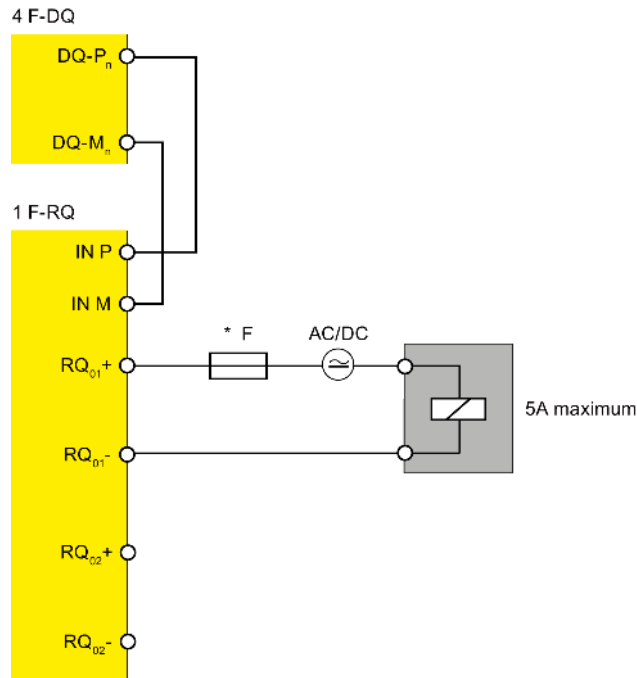 4 F-DQ
DQ-Pₙ
DQ-Mₙ
1 F-RQ
IN P
IN M
* F
AC/DC
RQ₀₁+
5A maximum
RQ₀₁-
RQ₀₂+
RQ₀₂-